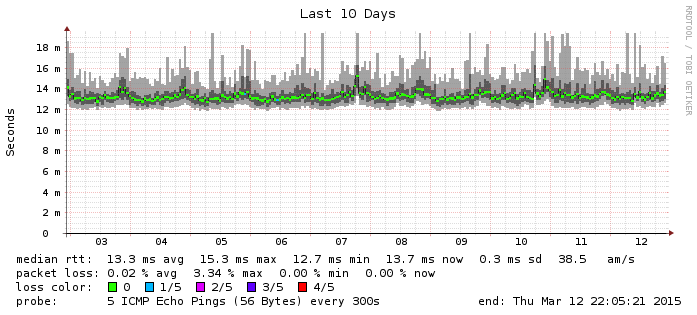 Last 10 Days
RRDTOOL / TOBI OETIKER
Seconds
18 m
16 m
14 m
12 m
10 m
8 m
6 m
4 m
2 m
0
03 04 05 06 07 08 09 10 11 12
median rtt: 13.3 ms avg 15.3 ms max 12.7 ms min 13.7 ms now 0.3 ms sd 38.5 am/s
packet loss: 0.02 % avg 3.34 % max 0.00 % min 0.00 % now
loss color: 0 1/5 2/5 3/5 4/5
probe: 5 ICMP Echo Pings (56 Bytes) every 300s end: Thu Mar 12 22:05:21 2015